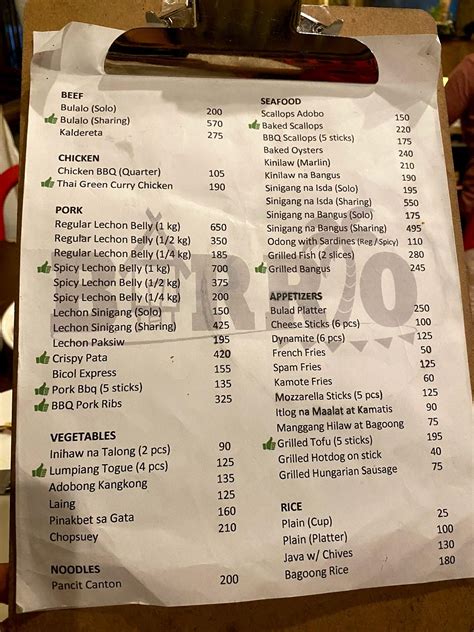 BEEF
Bulalo (Solo) 200
Bulalo (Sharing) 570
Kaldereta 275
CHICKEN
Chicken BBQ (Quarter) 105
Thai Green Curry Chicken 190
PORK
Regular Lechon Belly (1 kg) 650
Regular Lechon Belly (1/2 kg) 350
Regular Lechon Belly (1/4 kg) 185
Spicy Lechon Belly (1 kg) 700
Spicy Lechon Belly (1/2 kg) 375
Spicy Lechon Belly (1/4 kg) 200
Lechon Sinigang (Solo) 150
Lechon Sinigang (Sharing) 425
Lechon Paksiw 195
Crispy Pata 420
Bicol Express 155
Pork Bbq (5 sticks) 135
BBQ Pork Ribs 325
VEGETABLES
Inihaw na Talong (2 pcs) 90
Lumpiang Togue (4 pcs) 125
Adobong Kangkong 135
Laing 125
Pinakbet sa Gata 160
Chopsuey 210
NOODLES
Pancit Canton 200
SEAFOOD
Scallops Adobo 150
Baked Scallops 220
BBQ Scallops (5 sticks) 175
Baked Oysters 240
Kinilaw (Marlin) 210
Kinilaw na Bangus 190
Sinigang na Isda (Solo) 195
Sinigang na Isda (Sharing) 550
Sinigang na Bangus (Solo) 175
Sinigang na Bangus (Sharing) 495
Odong with Sardines (Reg / Spicy) 110
Grilled Fish (2 slices) 280
Grilled Bangus 245
APPETIZERS
Bulad Platter 250
Cheese Sticks (6 pcs) 100
Dynamite (6 pcs) 135
French Fries 125
Spam Fries 125
Kamote Fries 60
Mozzarella Sticks (5 pcs) 125
Itlog na Maalat at Kamatis 90
Manggang Hilaw at Bagoong 75
Grilled Tofu (5 sticks) 195
Grilled Hotdog on stick 40
Grilled Hungarian Sausage 75
RICE
Plain (Cup) 25
Plain (Platter) 100
Java w/ Chives 130
Bagoong Rice 180